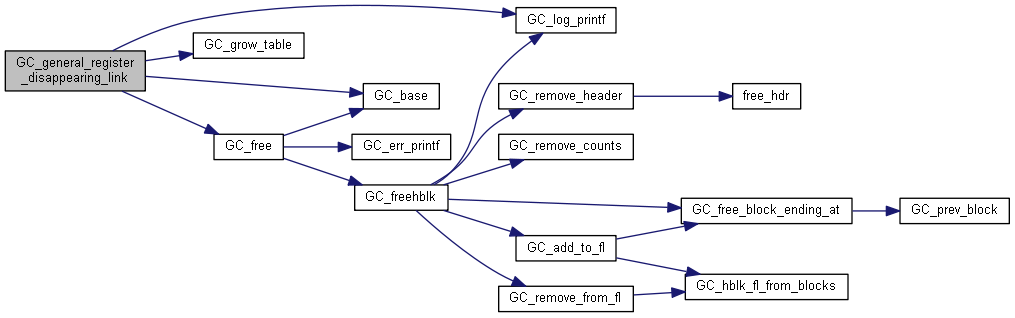 GC_general_register
_disappearing_link
GC_log_printf
GC_grow_table
GC_base
GC_free
GC_err_printf
GC_freehblk
GC_remove_header
free_hdr
GC_remove_counts
GC_free_block_ending_at
GC_prev_block
GC_add_to_fl
GC_hblk_fl_from_blocks
GC_remove_from_fl